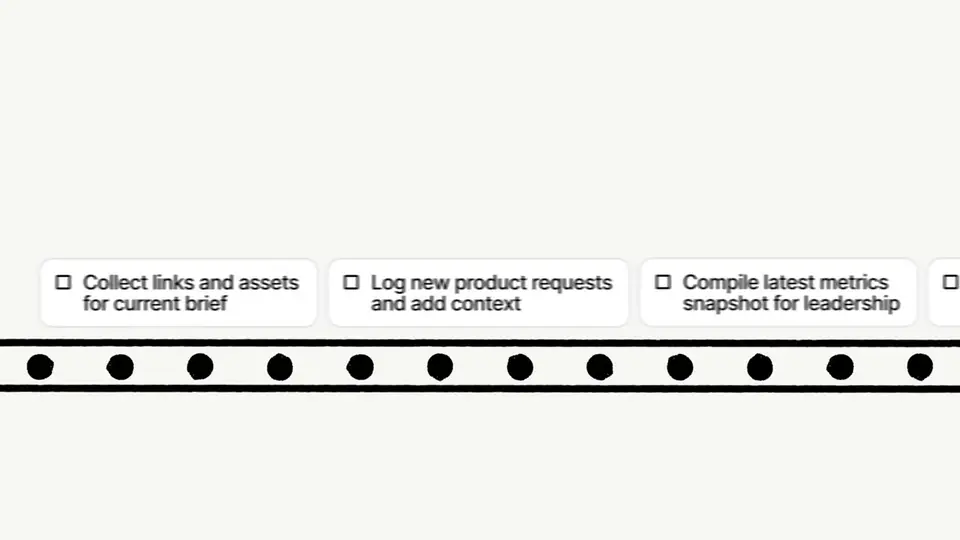 Collect links and assets
for current brief
Log new product requests
and add context
Compile latest metrics
snapshot for leadership